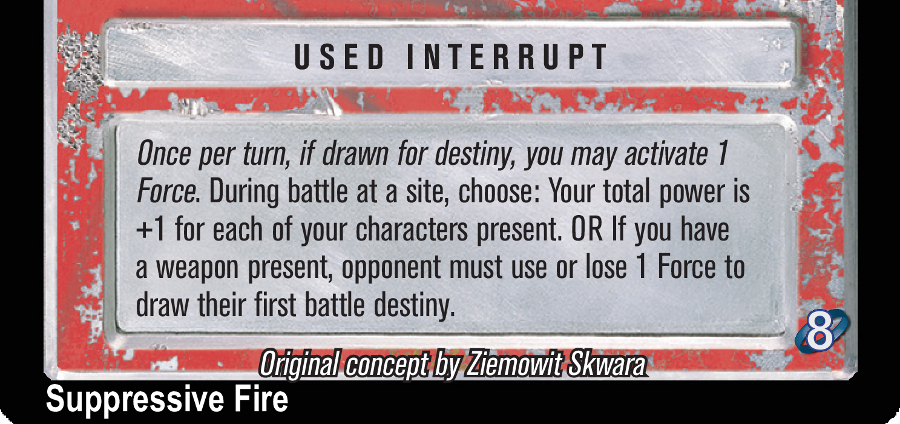 USED INTERRUPT
Once per turn, if drawn for destiny, you may activate 1
Force. During battle at a site, choose: Your total power is
+1 for each of your characters present. OR If you have
a weapon present, opponent must use or lose 1 Force to
draw their first battle destiny.
8
Original concept by Ziemowit Skwara
Suppressive Fire